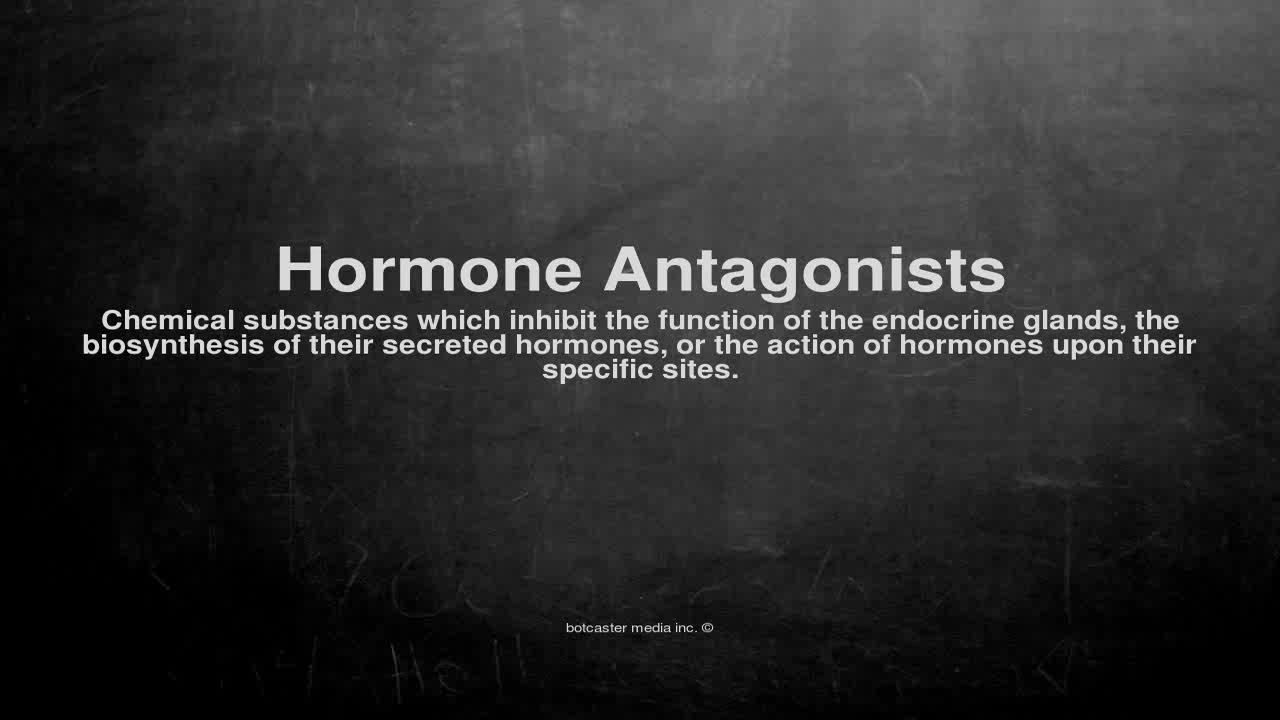 Hormone Antagonists
Chemical substances which inhibit the function of the endocrine glands, the
biosynthesis of their secreted hormones, or the action of hormones upon their
specific sites.
botcaster media inc. ©